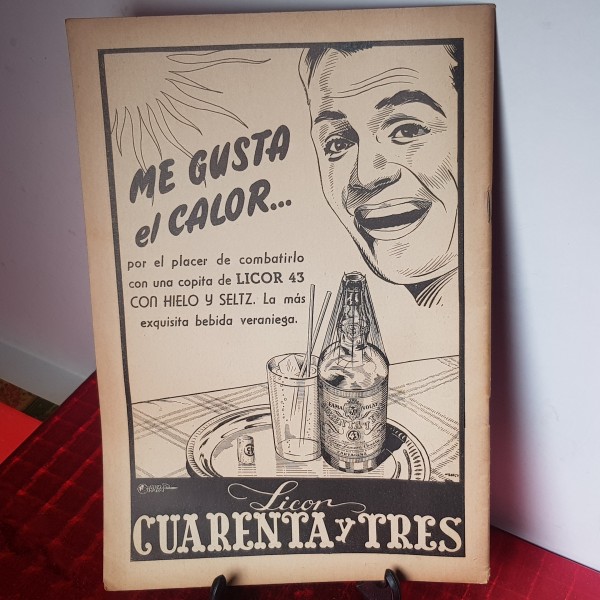 ME GUSTA
el CALOR...
por el placer de combatirlo
con una copita de LICOR 43
CON HIELO Y SELTZ. La más
exquisita bebida veraniega.
43
Licor
CUARENTA y TRES